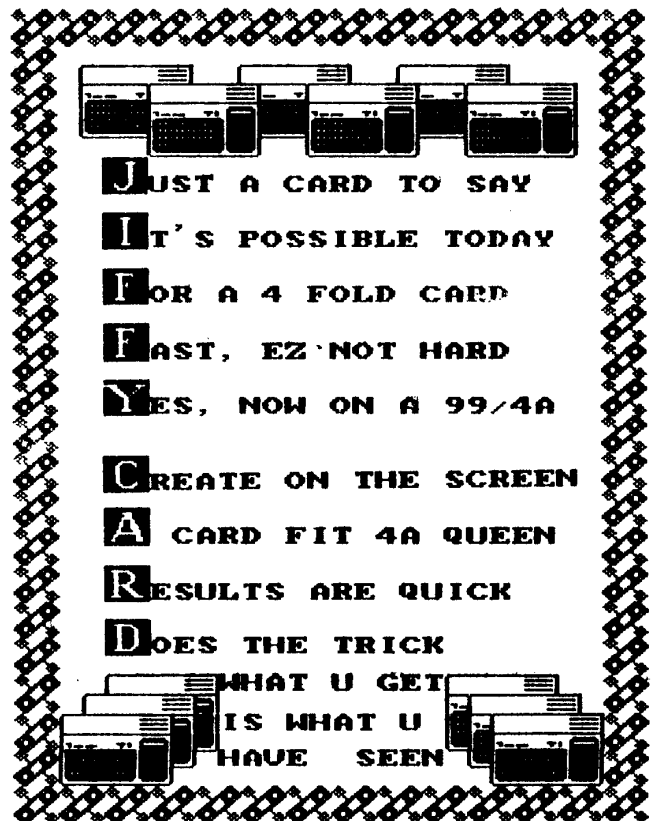 JUST A CARD TO SAY
IT'S POSSIBLE TODAY
FOR A 4 FOLD CARD
FAST, EZ NOT HARD
YES, NOW ON A 99/4A
CREATE ON THE SCREEN
A CARD FIT 4A QUEEN
RESULTS ARE QUICK
DOES THE TRICK
WHAT U GET
IS WHAT U
HAVE SEEN